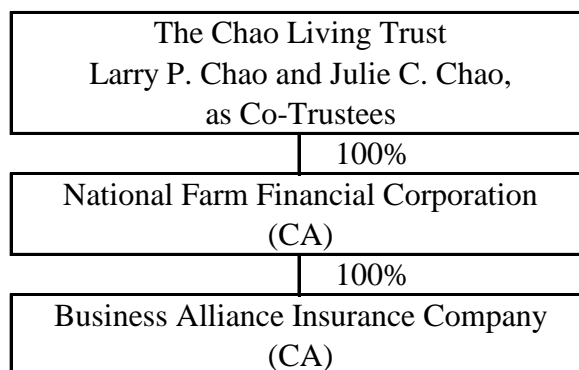 The Chao Living Trust
Larry P. Chao and Julie C. Chao,
as Co-Trustees
100%
National Farm Financial Corporation
(CA)
100%
Business Alliance Insurance Company
(CA)